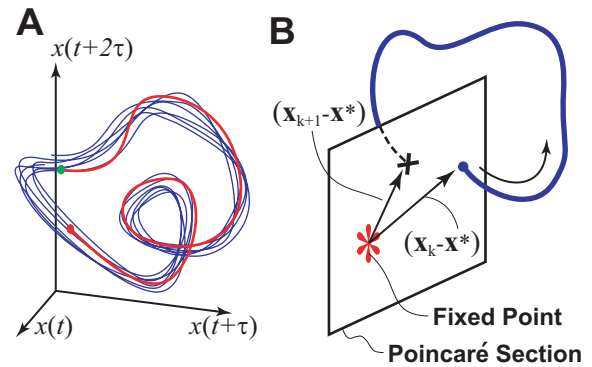 A
x(t+2τ)
x(t)
x(t+τ)
B
(x_{k+1}-x*)
(x_k-x*)
Fixed Point
Poincaré Section